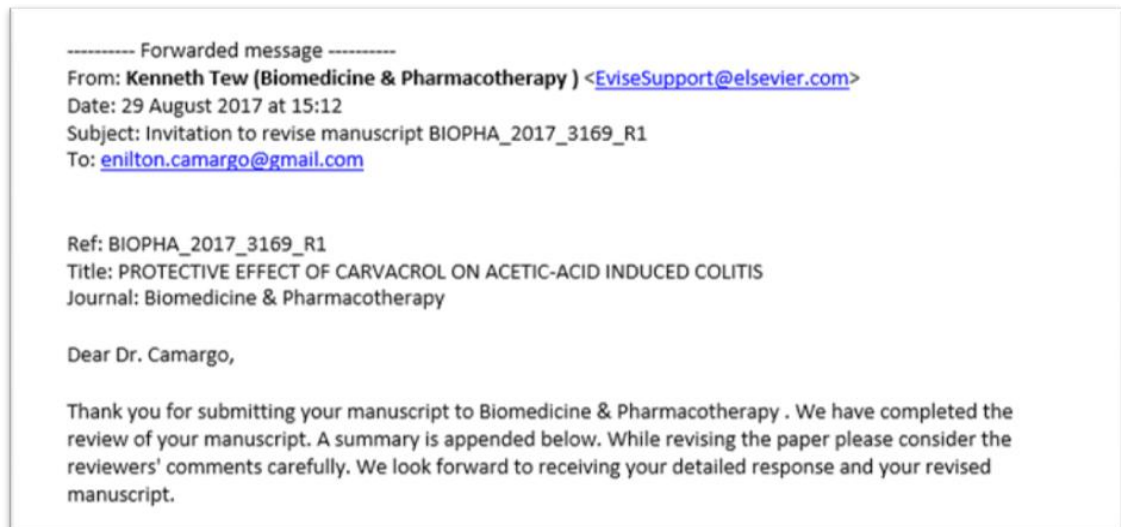 ---------- Forwarded message ----------
From: Kenneth Tew (Biomedicine & Pharmacotherapy ) <EviseSupport@elsevier.com>
Date: 29 August 2017 at 15:12
Subject: Invitation to revise manuscript BIOPHA_2017_3169_R1
To: enilton.camargo@gmail.com
Ref: BIOPHA_2017_3169_R1
Title: PROTECTIVE EFFECT OF CARVACROL ON ACETIC-ACID INDUCED COLITIS
Journal: Biomedicine & Pharmacotherapy
Dear Dr. Camargo,
Thank you for submitting your manuscript to Biomedicine & Pharmacotherapy . We have completed the
review of your manuscript. A summary is appended below. While revising the paper please consider the
reviewers' comments carefully. We look forward to receiving your detailed response and your revised
manuscript.